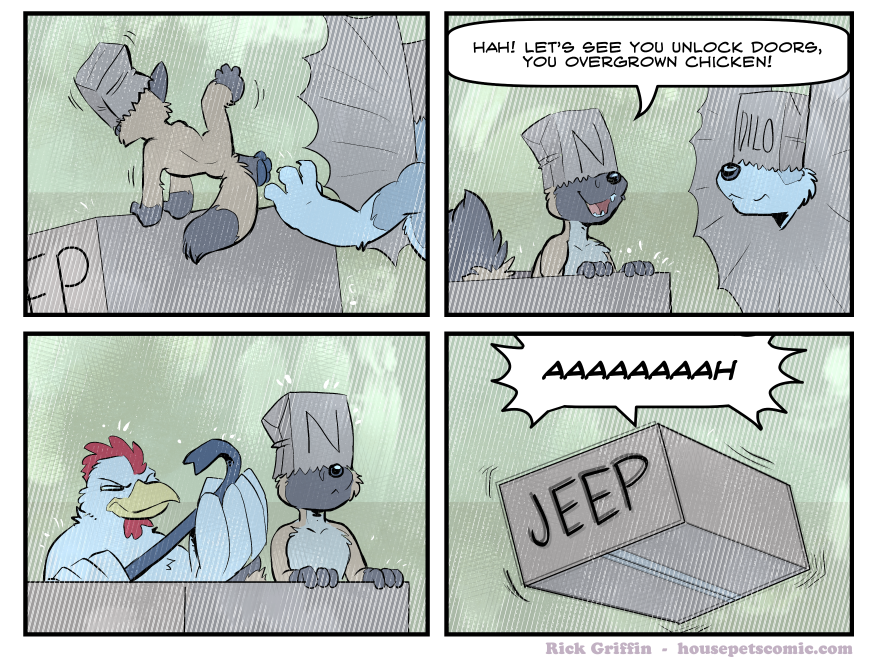 EP
HAH! LET'S SEE YOU UNLOCK DOORS,
YOU OVERGROWN CHICKEN!
N
DILO
N
AAAAAAAAH
JEEP
Rick Griffin - housepetscomic.com